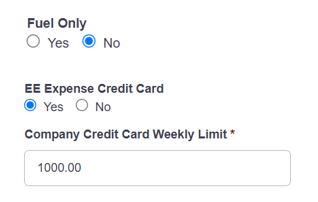 Fuel Only
Yes No
EE Expense Credit Card
Yes No
Company Credit Card Weekly Limit *
1000.00